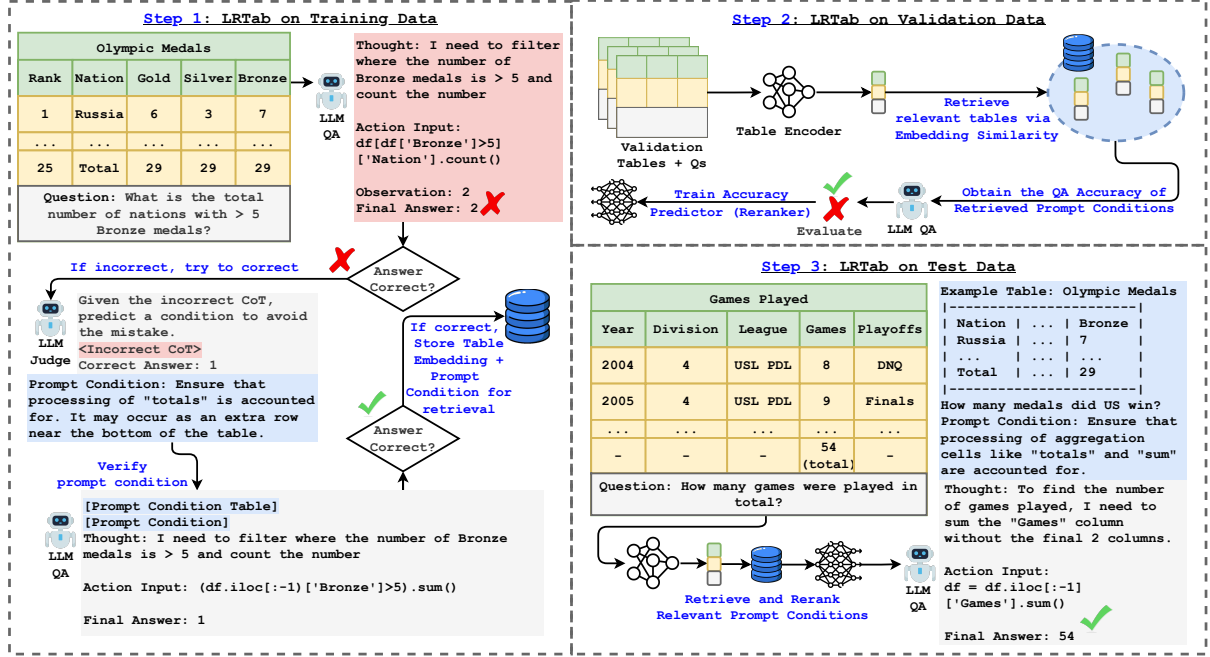 Step 1: LRTab on Training Data
Olympic Medals
Rank Nation Gold Silver Bronze
1 Russia 6 3 7
... ... ... ... ...
25 Total 29 29 29
Question: What is the total
number of nations with > 5
Bronze medals?
LLM
QA
Thought: I need to filter
where the number of
Bronze medals is > 5 and
count the number
Action Input:
df[df['Bronze']>5]
['Nation'].count()
Observation: 2
Final Answer: 2
Answer
Correct?
If incorrect, try to correct
LLM
Judge
Given the incorrect CoT,
predict a condition to avoid
the mistake.
<Incorrect CoT>
Correct Answer: 1
Prompt Condition: Ensure that
processing of "totals" is accounted
for. It may occur as an extra row
near the bottom of the table.
If correct,
Store Table
Embedding +
Prompt
Condition for
retrieval
Answer
Correct?
Verify
prompt condition
LLM
QA
[Prompt Condition Table]
[Prompt Condition]
Thought: I need to filter where the number of Bronze
medals is > 5 and count the number
Action Input: (df.iloc[:-1)['Bronze']>5).sum()
Final Answer: 1
Step 2: LRTab on Validation Data
Validation
Tables + Qs
Table Encoder
Retrieve
relevant tables via
Embedding Similarity
Obtain the QA Accuracy of
Retrieved Prompt Conditions
LLM QA
Evaluate
Train Accuracy
Predictor (Reranker)
Step 3: LRTab on Test Data
Games Played
Year Division League Games Playoffs
2004 4 USL PDL 8 DNQ
2005 4 USL PDL 9 Finals
... ... ... ... ...
- - - 54 -
(total)
Question: How many games were played in
total?
Retrieve and Rerank
Relevant Prompt Conditions
LLM
QA
Example Table: Olympic Medals
|-----------------------|
| Nation | ... | Bronze |
| Russia | ... | 7 |
| ... ... |
| Total | ... | 29 |
|-----------------------|
How many medals did US win?
Prompt Condition: Ensure that
processing of aggregation
cells like "totals" and "sum"
are accounted for.
Thought: To find the number
of games played, I need to
sum the "Games" column
without the final 2 columns.
Action Input:
df = df.iloc[:-1]
['Games'].sum()
Final Answer: 54